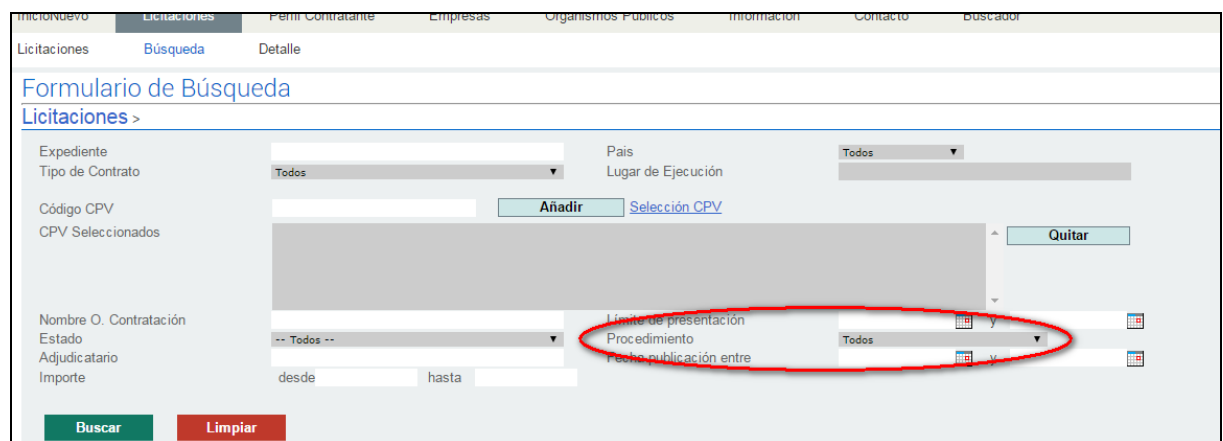 InicioNuevo Licitaciones Perfil Contratante Empresas Organismos Públicos Información Contacto Buscador
Licitaciones Búsqueda Detalle
Formulario de Búsqueda
Licitaciones >
Expediente Pais Todos
Tipo de Contrato Todos Lugar de Ejecución
Código CPV Añadir Selección CPV
CPV Seleccionados Quitar
Nombre O. Contratación Límite de presentación y
Estado -- Todos -- Procedimiento Todos
Adjudicatario Fecha publicación entre y
Importe desde hasta
Buscar Limpiar